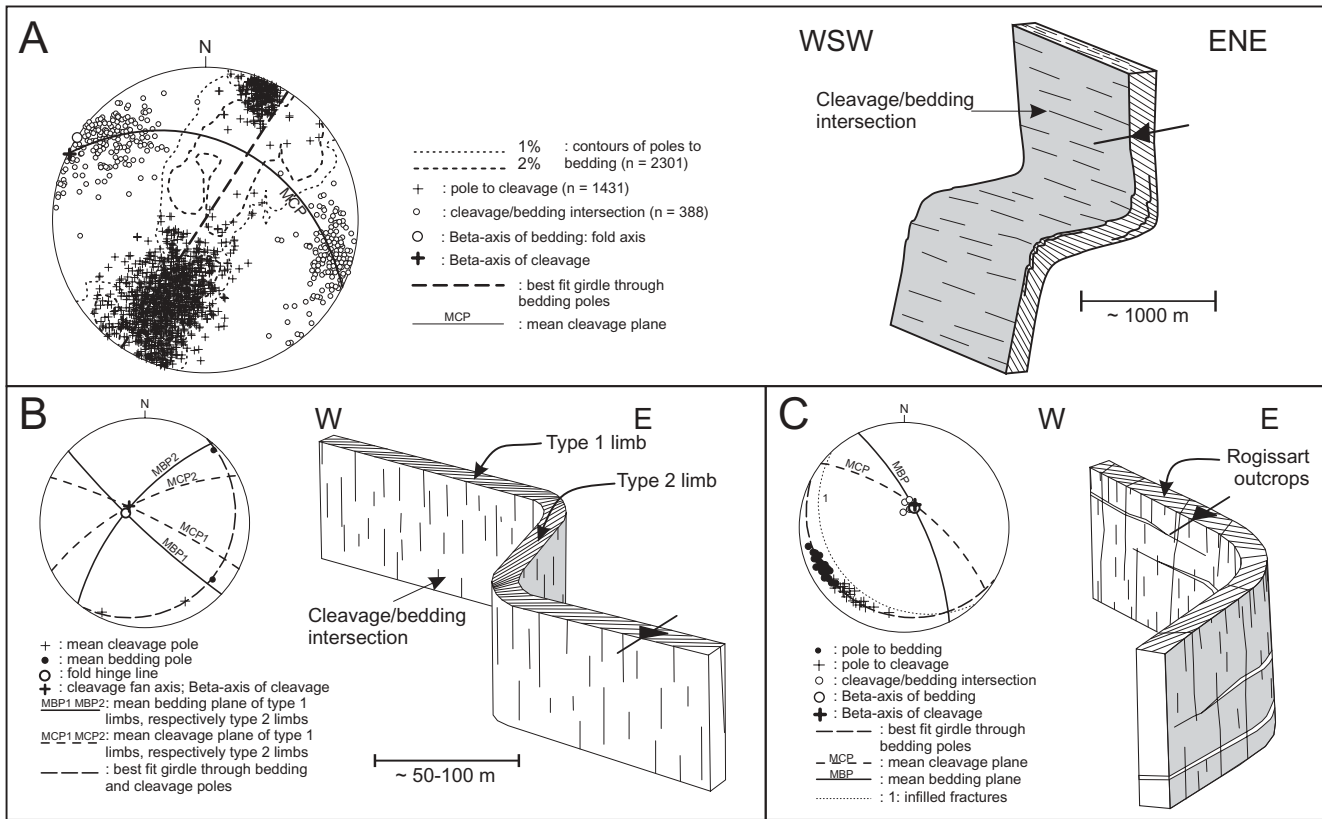 A
N
MCP
1% : contours of poles to
2% bedding (n = 2301)
: pole to cleavage (n = 1431)
: cleavage/bedding intersection (n = 388)
: Beta-axis of bedding: fold axis
: Beta-axis of cleavage
: best fit girdle through
bedding poles
MCP
: mean cleavage plane
WSW
ENE
Cleavage/bedding
intersection
~ 1000 m
B
N
MBP2
MCP2
MCP1
MBP1
: mean cleavage pole
: mean bedding pole
: fold hinge line
: cleavage fan axis; Beta-axis of cleavage
MBP1 MBP2: mean bedding plane of type 1
limbs, respectively type 2 limbs
MCP1 MCP2: mean cleavage plane of type 1
limbs, respectively type 2 limbs
: best fit girdle through bedding
and cleavage poles
W
E
Type 1 limb
Type 2 limb
Cleavage/bedding
intersection
~ 50-100 m
C
N
MCP
MBP
1
: pole to bedding
: pole to cleavage
: cleavage/bedding intersection
: Beta-axis of bedding
: Beta-axis of cleavage
: best fit girdle through
bedding poles
MCP
: mean cleavage plane
MBP
: mean bedding plane
: 1: infilled fractures
W
E
Rogissart
outcrops